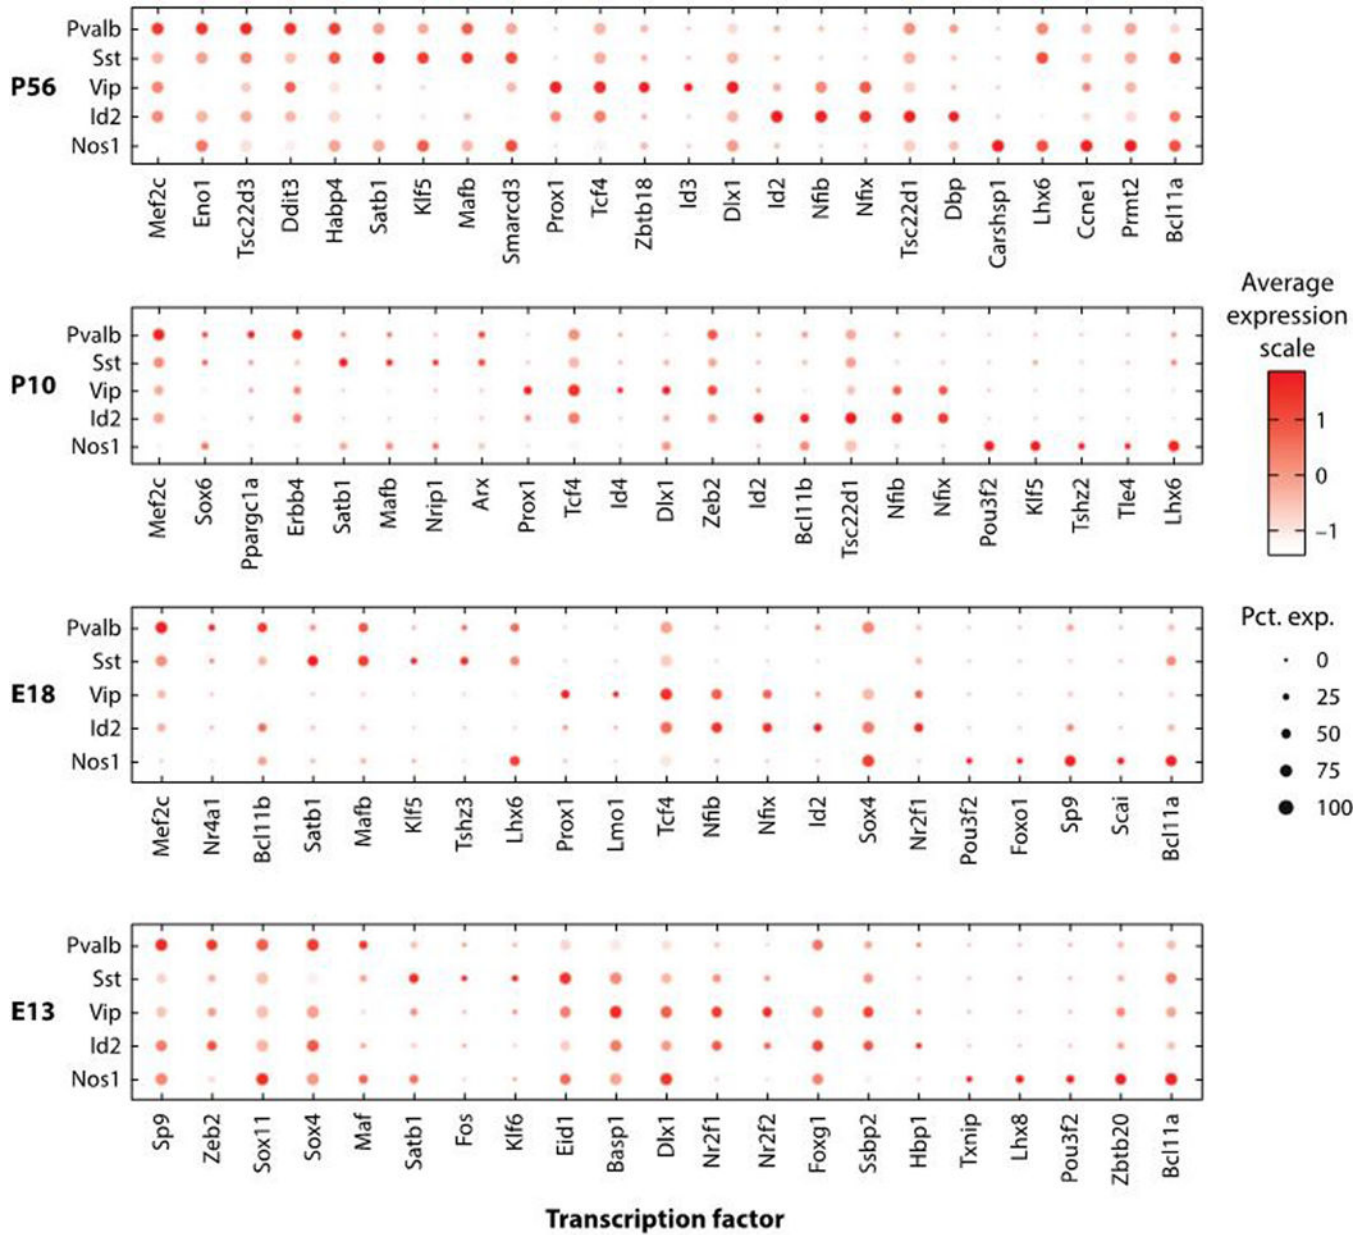 P56
Pvalb
Sst
Vip
Id2
Nos1
Mef2c Eno1 Tsc22d3 Ddit3 Habp4 Satb1 Klf5 Mafb Smarcd3 Prox1 Tcf4 Zbtb18 Id3 Dlx1 Id2 Nfib Nfix Tsc22d1 Dbp Carshsp1 Lhx6 Ccne1 Prmt2 Bcl11a
P10
Pvalb
Sst
Vip
Id2
Nos1
Mef2c Sox6 Ppargc1a Erbb4 Satb1 Mafb Nrip1 Arx Prox1 Tcf4 Id4 Dlx1 Zeb2 Id2 Bcl11b Tsc22d1 Nfib Nfix Pou3f2 Klf5 Tshz2 Tle4 Lhx6
E18
Pvalb
Sst
Vip
Id2
Nos1
Mef2c Nr4a1 Bcl11b Satb1 Mafb Klf5 Tshz3 Lhx6 Prox1 Lmo1 Tcf4 Nfib Nfix Id2 Sox4 Nr2f1 Pou3f2 Foxo1 Sp9 Scai Bcl11a
E13
Pvalb
Sst
Vip
Id2
Nos1
Sp9 Zeb2 Sox11 Sox4 Maf Satb1 Fos Klf6 Eid1 Basp1 Dlx1 Nr2f1 Nr2f2 Foxg1 Ssbp2 Hbp1 Txnip Lhx8 Pou3f2 Zbtb20 Bcl11a
Transcription factor
Average
expression
scale
1
0
−1
Pct. exp.
0
25
50
75
100